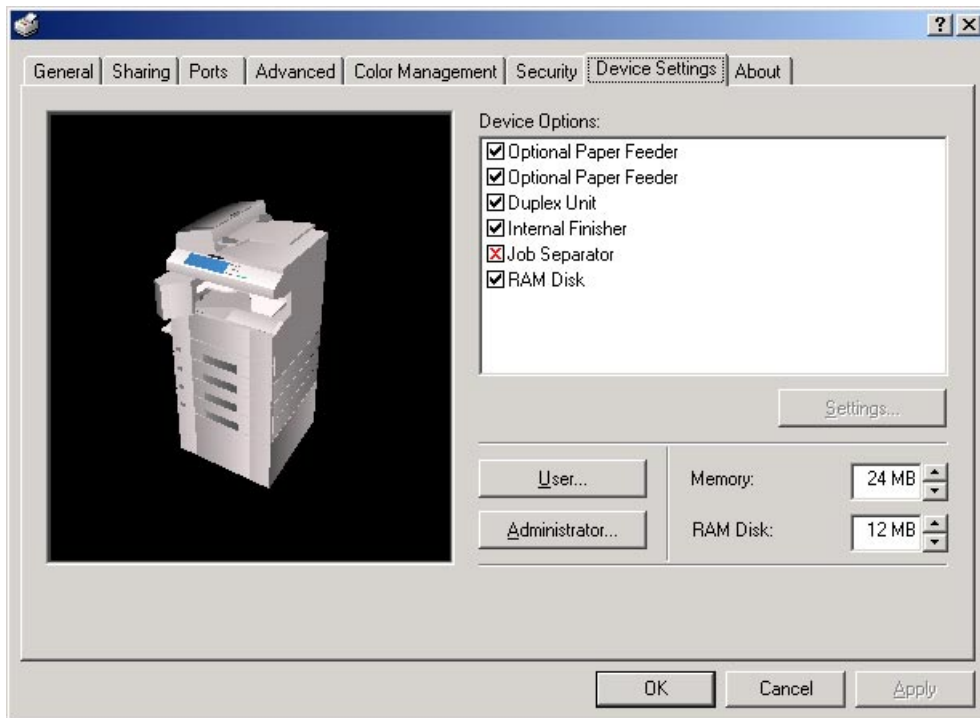 General Sharing Ports Advanced Color Management Security Device Settings About
Device Options:
Optional Paper Feeder
Optional Paper Feeder
Duplex Unit
Internal Finisher
Job Separator
RAM Disk
Settings...
User... Memory: 24 MB
Administrator... RAM Disk: 12 MB
OK Cancel Apply